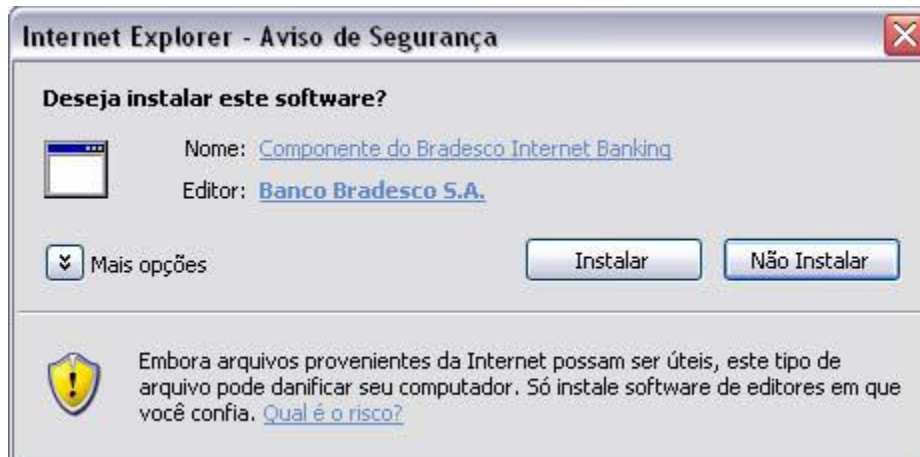 Internet Explorer - Aviso de Segurança
Deseja instalar este software?
Nome: Componente do Bradesco Internet Banking
Editor: Banco Bradesco S.A.
Mais opções
Instalar
Não Instalar
Embora arquivos provenientes da Internet possam ser úteis, este tipo de
arquivo pode danificar seu computador. Só instale software de editores em que
você confia. Qual é o risco?